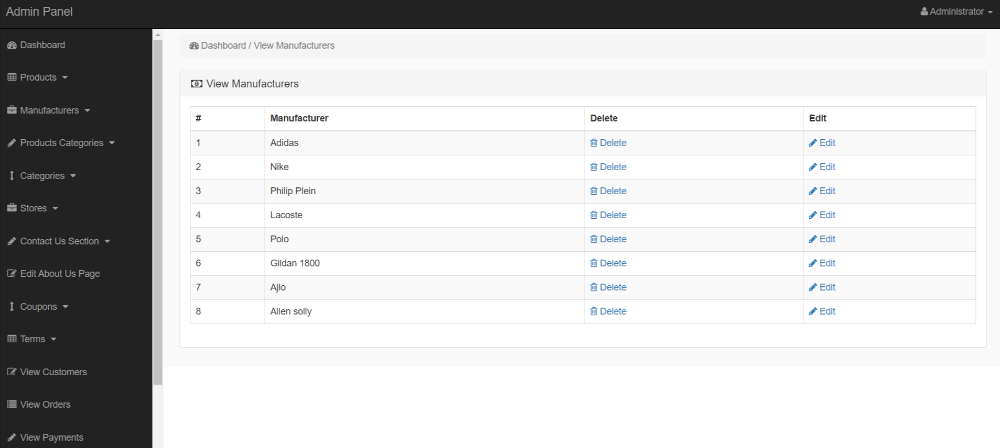 Admin Panel
Administrator
Dashboard
Products
Manufacturers
Products Categories
Categories
Stores
Contact Us Section
Edit About Us Page
Coupons
Terms
View Customers
View Orders
View Payments
Dashboard / View Manufacturers
View Manufacturers
# Manufacturer Delete Edit
1 Adidas Delete Edit
2 Nike Delete Edit
3 Philip Plein Delete Edit
4 Lacoste Delete Edit
5 Polo Delete Edit
6 Gildan 1800 Delete Edit
7 Ajio Delete Edit
8 Allen solly Delete Edit